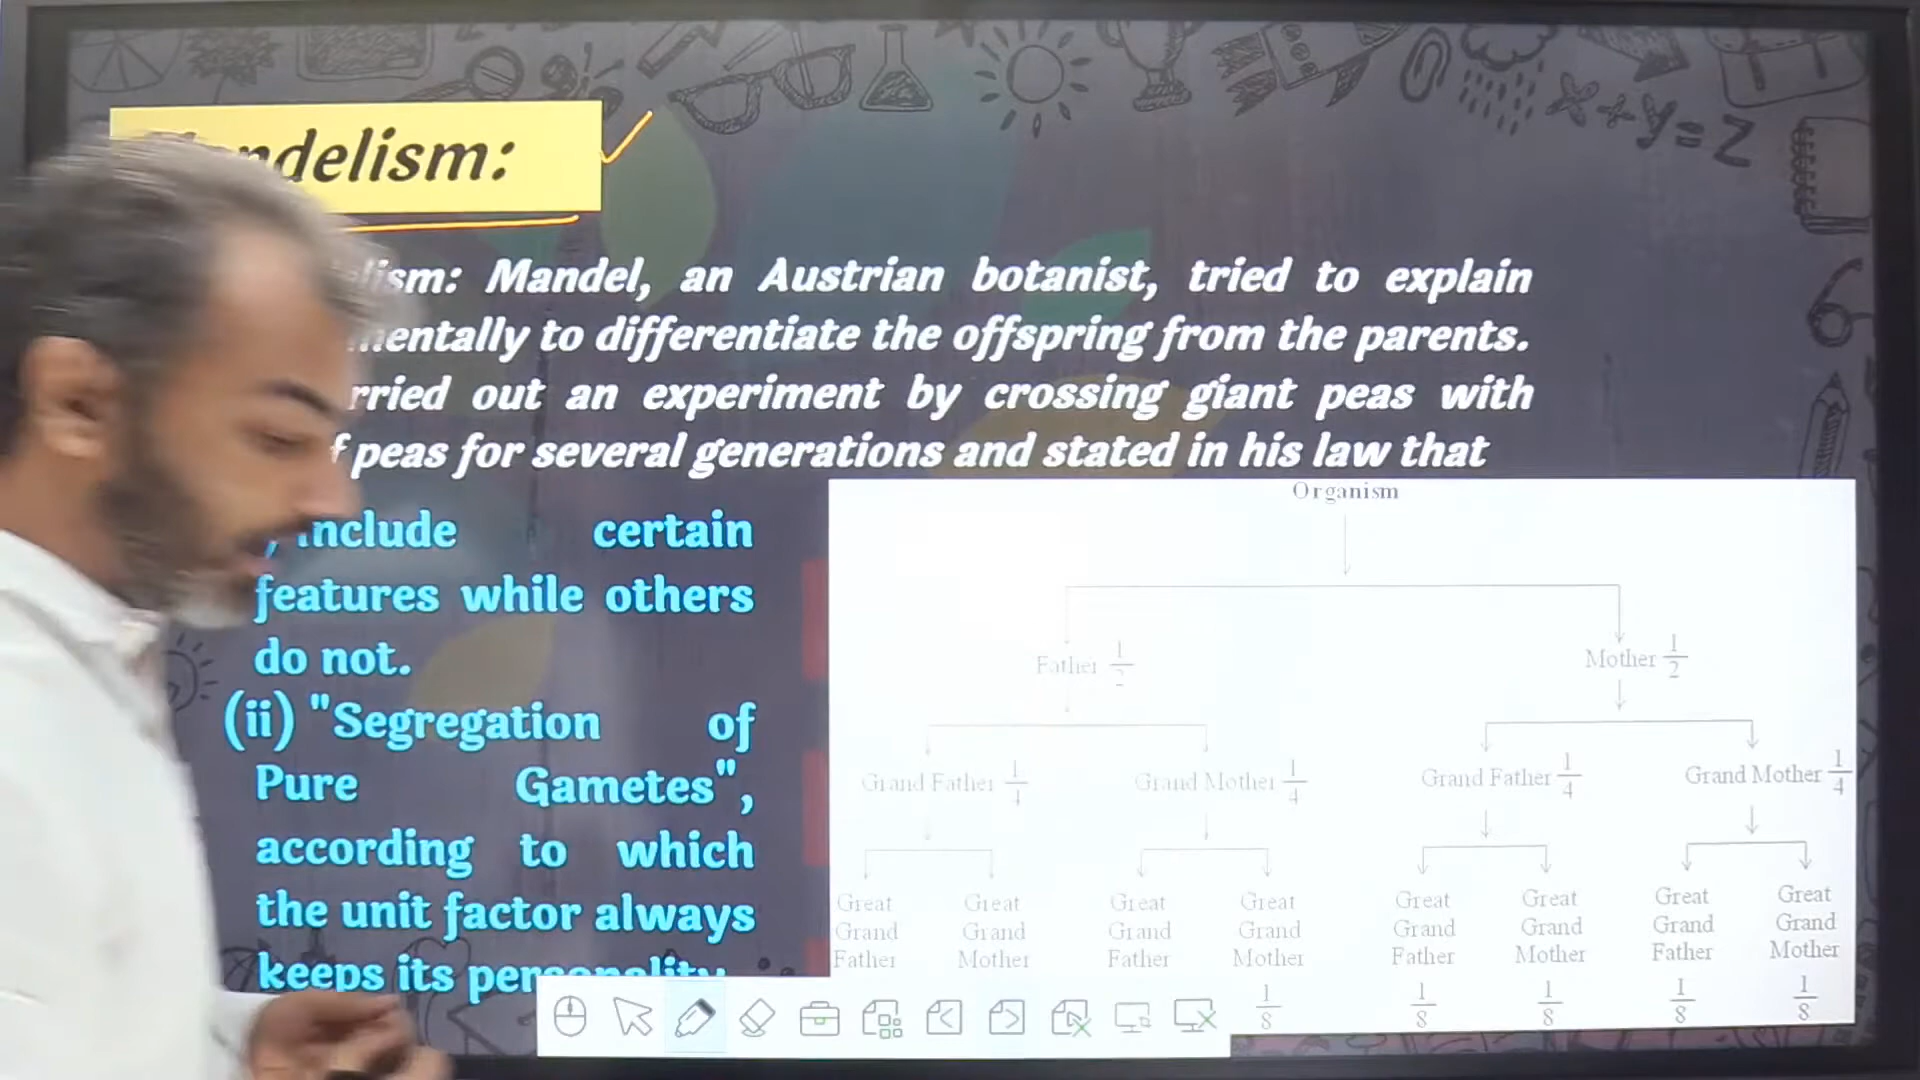 ndelism:
lism: Mandel, an Austrian botanist, tried to explain
mentally to differentiate the offspring from the parents.
rried out an experiment by crossing giant peas with
f peas for several generations and stated in his law that
include certain
features while others
do not.
(ii) "Segregation of
Pure Gametes",
according to which
the unit factor always
keeps its personality
Organism
Father 1/2 Mother 1/2
Grand Father 1/4 Grand Mother 1/4 Grand Father 1/4 Grand Mother 1/4
Great Great Great Great Great Great Great Great
Grand Grand Grand Grand Grand Grand Grand Grand
Father Mother Father Mother Father Mother Father Mother
1/8 1/8 1/8 1/8 1/8
x+y=Z